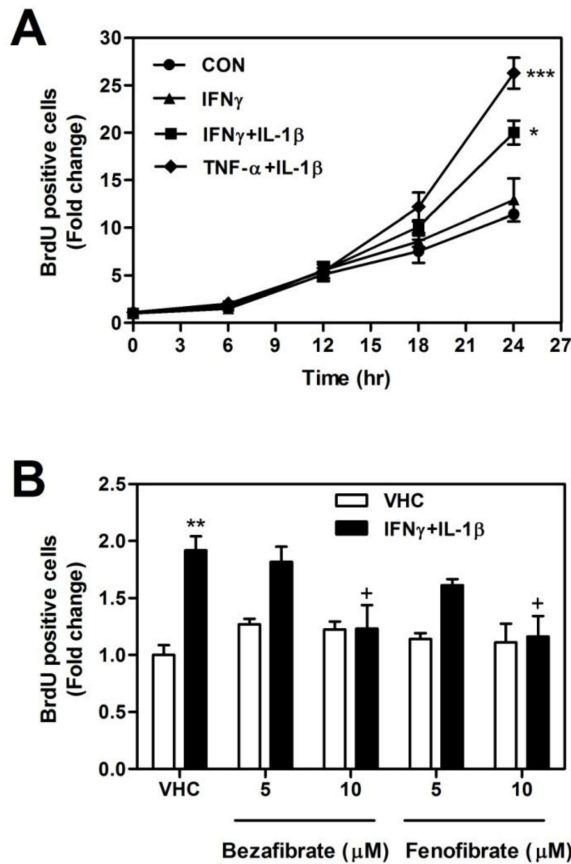 A
BrdU positive cells
(Fold change)
30
25
20
15
10
5
0
CON
IFNγ
IFNγ+IL-1β
TNF-α+IL-1β
***
*
0 3 6 9 12 15 18 21 24 27
Time (hr)
B
BrdU positive cells
(Fold change)
2.5
2.0
1.5
1.0
0.5
0.0
VHC
IFNγ+IL-1β
**
+
+
VHC 5 10 5 10
Bezafibrate (μM) Fenofibrate (μM)